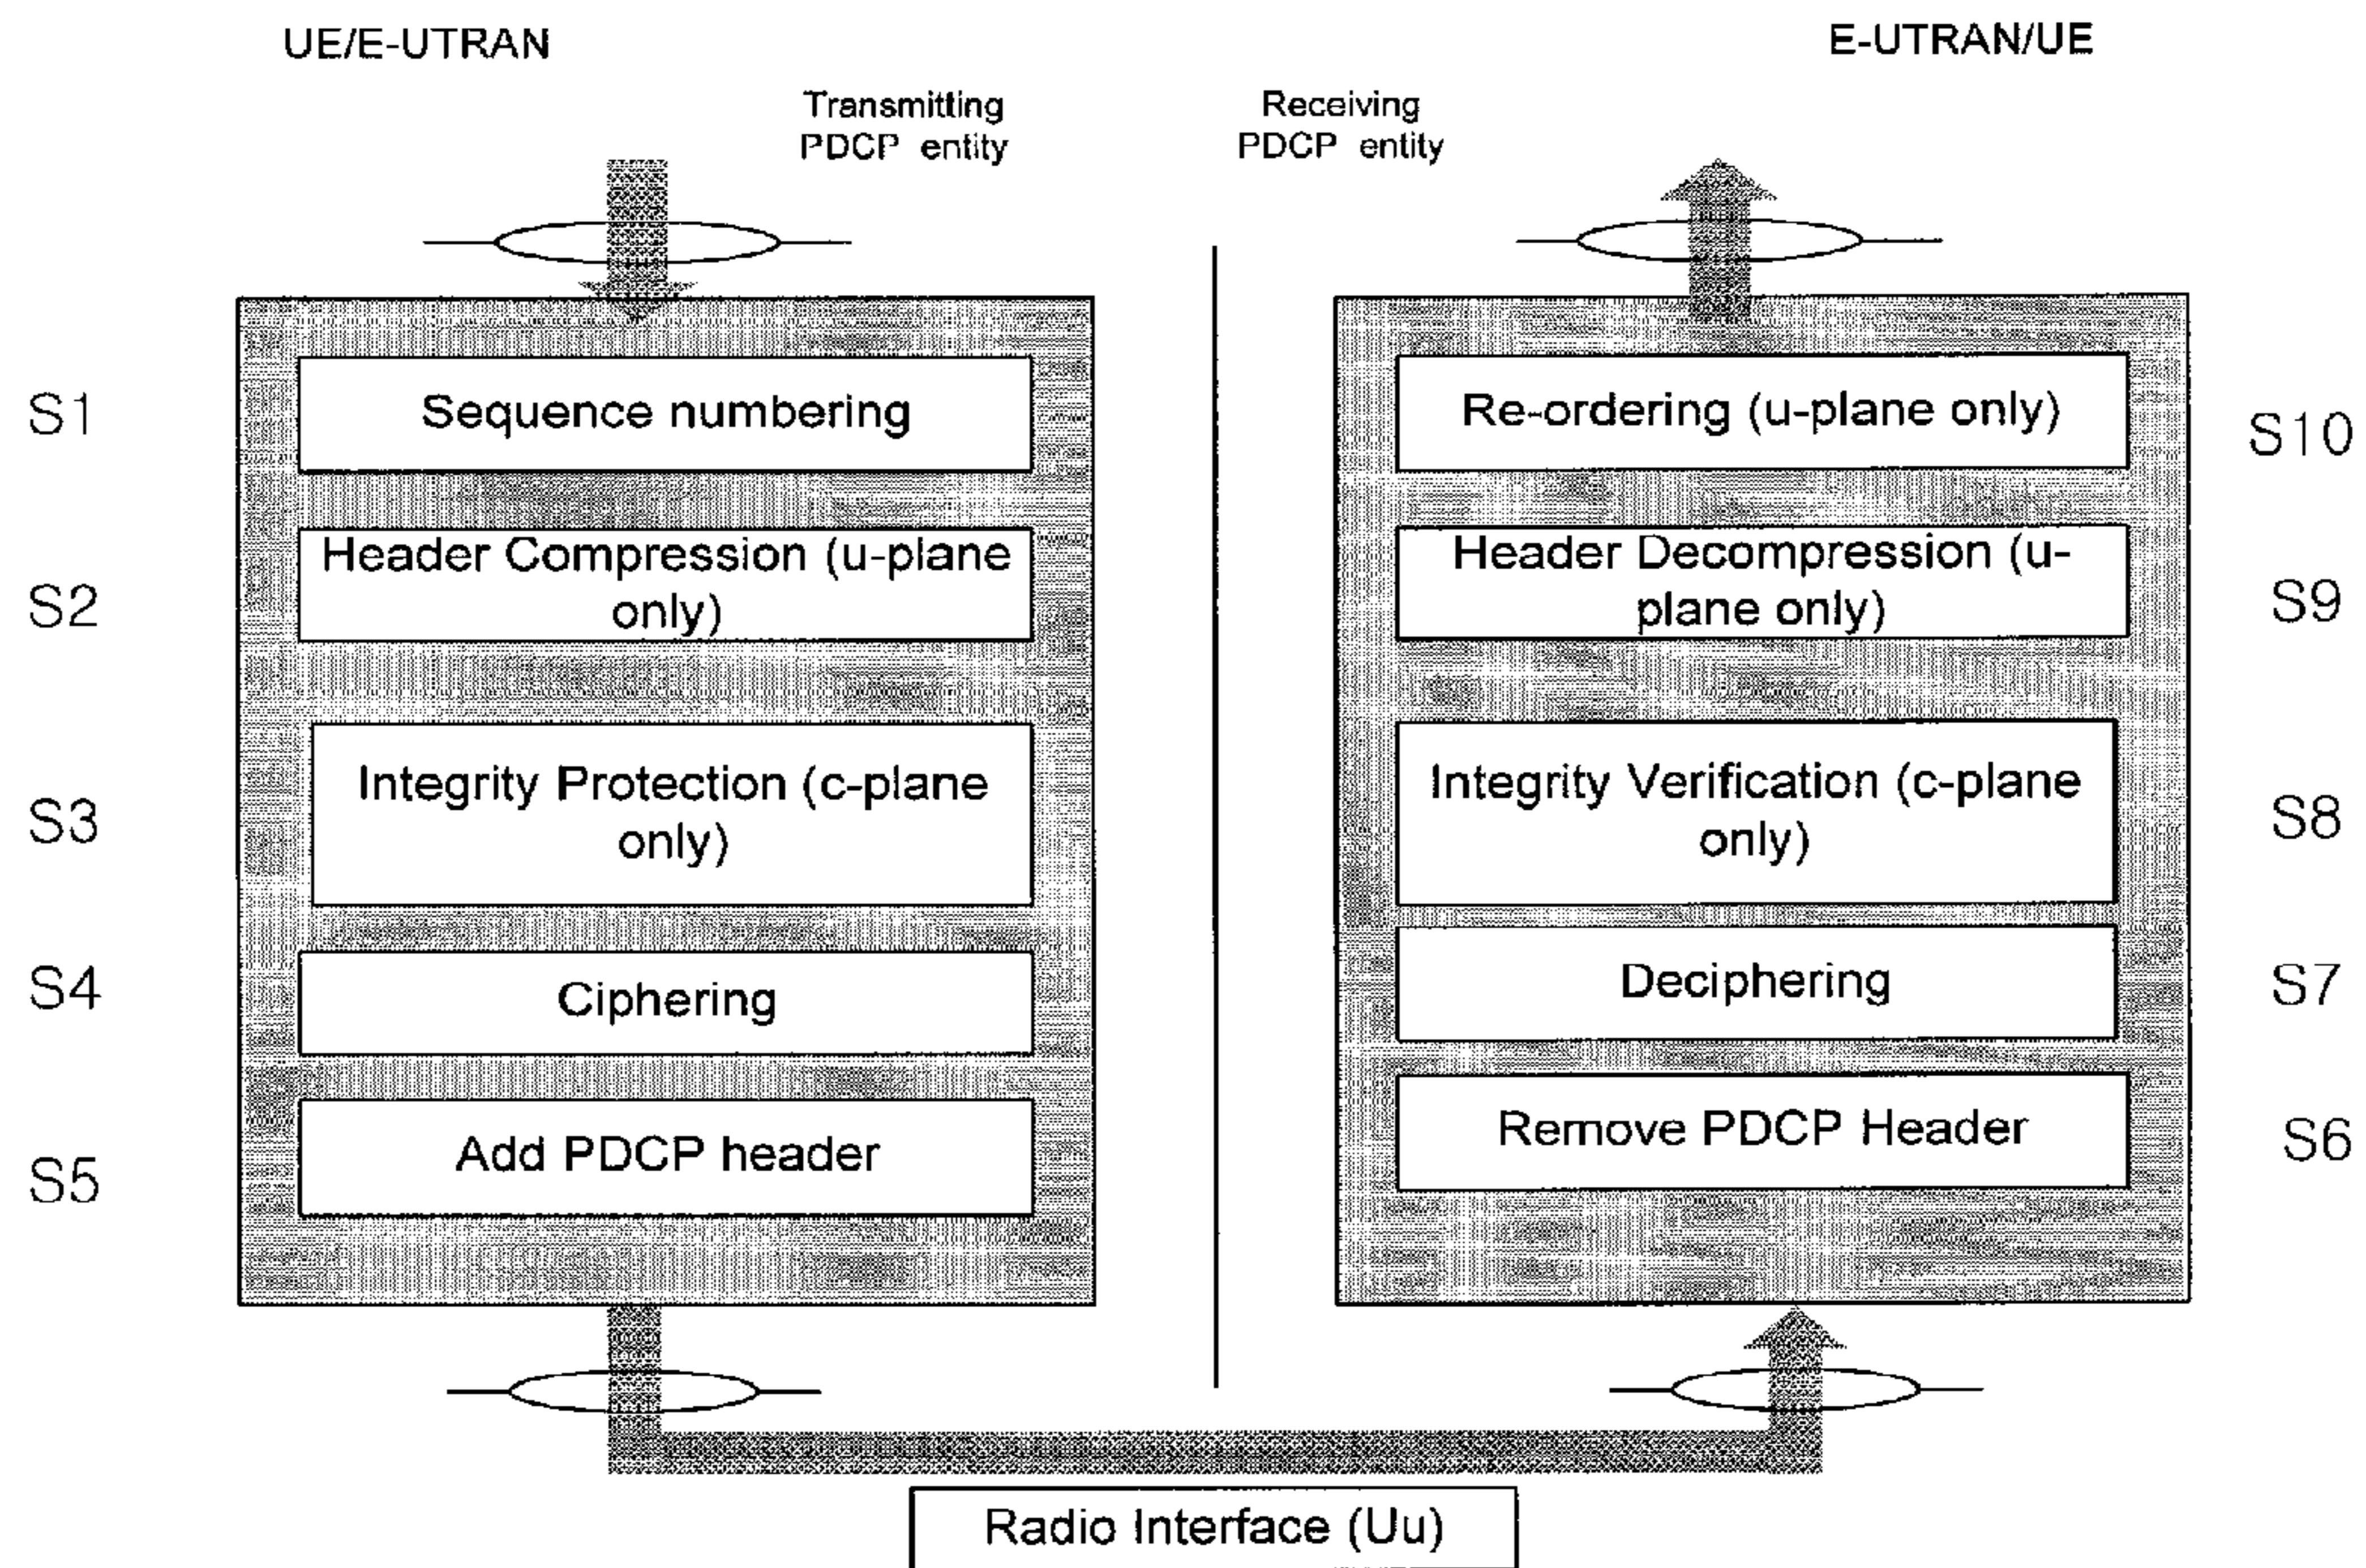 UE/E-UTRAN
E-UTRAN/UE
Transmitting
PDCP entity
Receiving
PDCP entity
S1
Sequence numbering
S2
Header Compression (u-plane
only)
S3
Integrity Protection (c-plane
only)
S4
Ciphering
S5
Add PDCP header
Re-ordering (u-plane only)
S10
Header Decompression (u-
plane only)
S9
Integrity Verification (c-plane
only)
S8
Deciphering
S7
Remove PDCP Header
S6
Radio Interface (Uu)